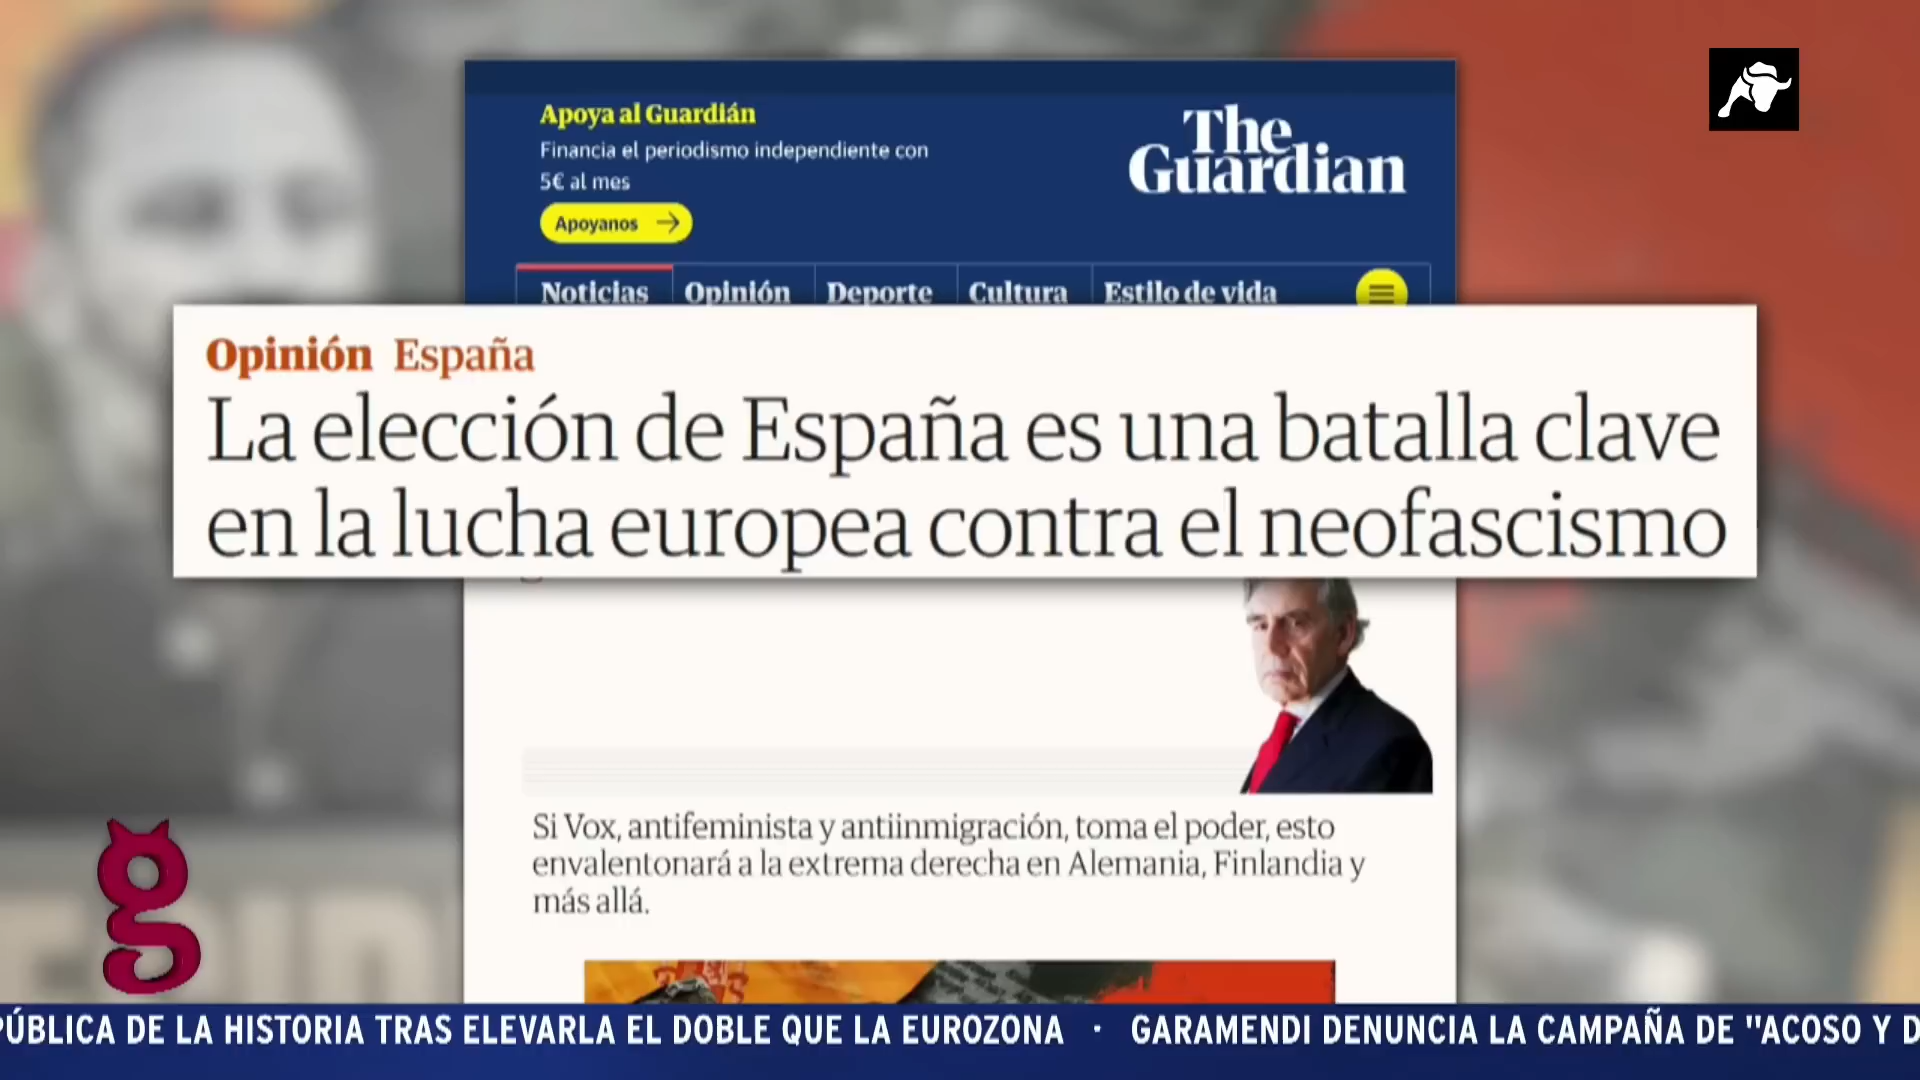 Apoya al Guardián
Financia el periodismo independiente con
5€ al mes
Apoyanos
The
Guardian
Noticias
Opinión
Deporte
Cultura
Estilo de vida
Opinión España
La elección de España es una batalla clave
en la lucha europea contra el neofascismo
Si Vox, antifeminista y antiinmigración, toma el poder, esto
envalentonará a la extrema derecha en Alemania, Finlandia y
más allá.
g
PÚBLICA DE LA HISTORIA TRAS ELEVARLA EL DOBLE QUE LA EUROZONA · GARAMENDI DENUNCIA LA CAMPAÑA DE "ACOSO Y D